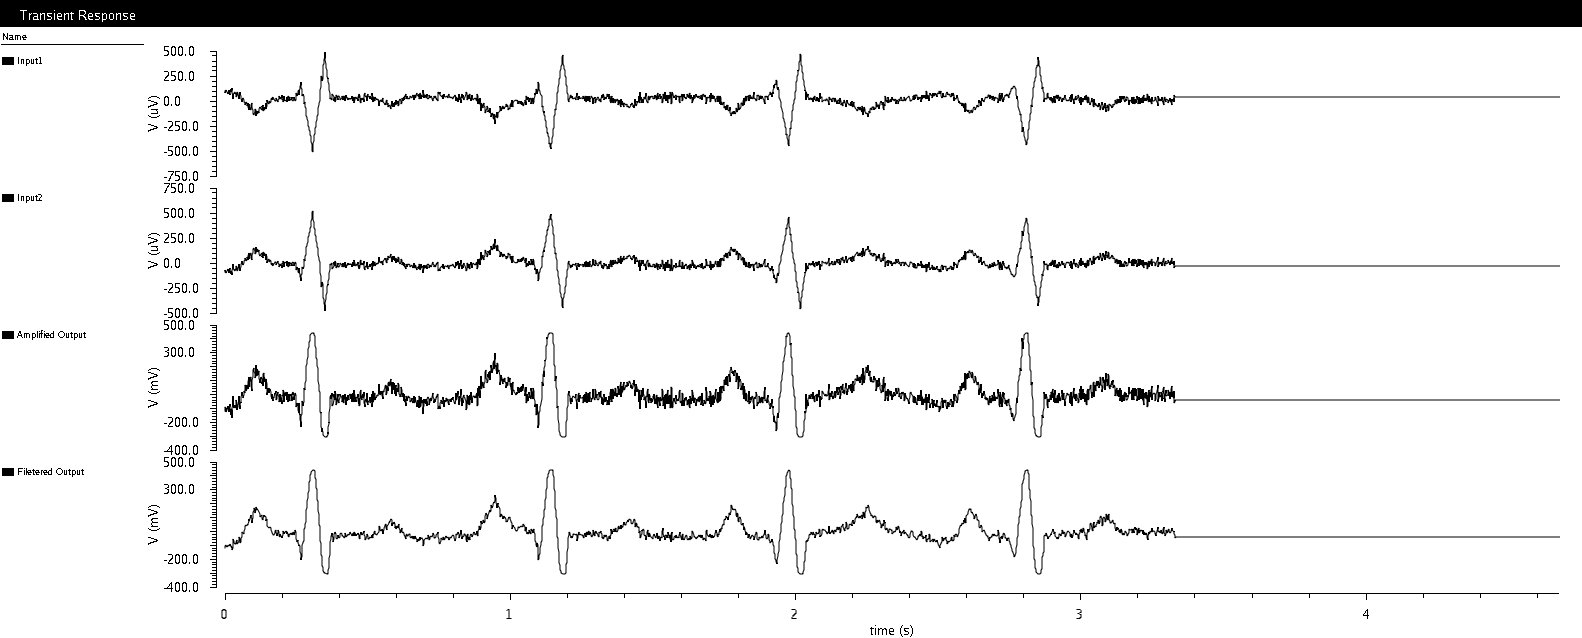 Transient Response
Name
Input1
500.0
250.0
0.0
-250.0
-500.0
-750.0
V (uV)
Input2
750.0
500.0
250.0
0.0
-250.0
-500.0
V (uV)
Amplified Output
500.0
300.0
-200.0
-400.0
V (mV)
Filetered Output
500.0
300.0
-200.0
-400.0
V (mV)
0 1 2 3 4
time (s)